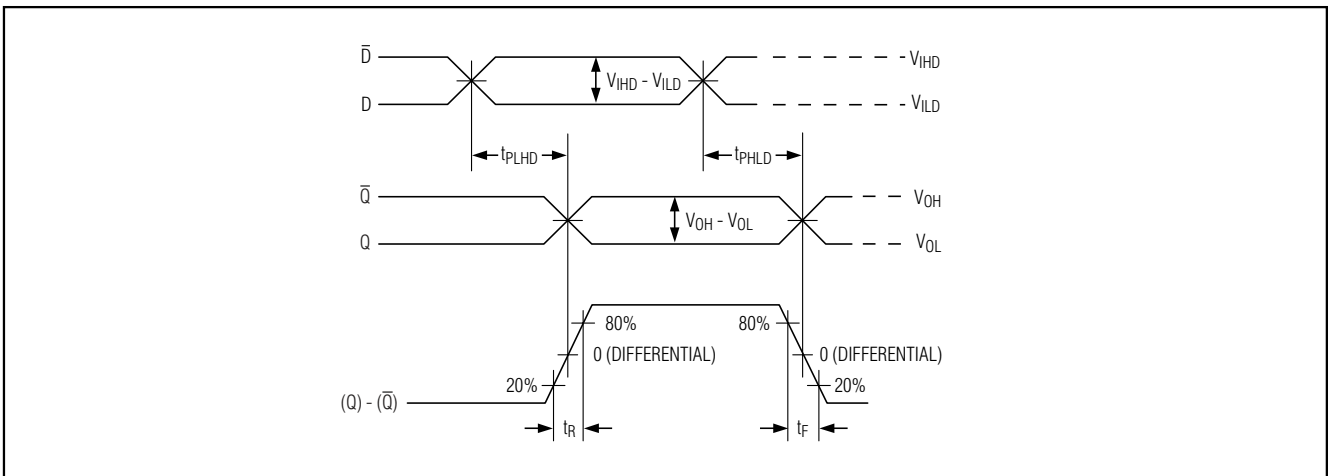 D̅
V_IHD
V_IHD - V_ILD
D
V_ILD
t_PLHD
t_PHLD
Q̅
V_OH
V_OH - V_OL
Q
V_OL
80%
80%
0 (DIFFERENTIAL)
0 (DIFFERENTIAL)
20%
20%
(Q) - (Q̅)
t_R
t_F